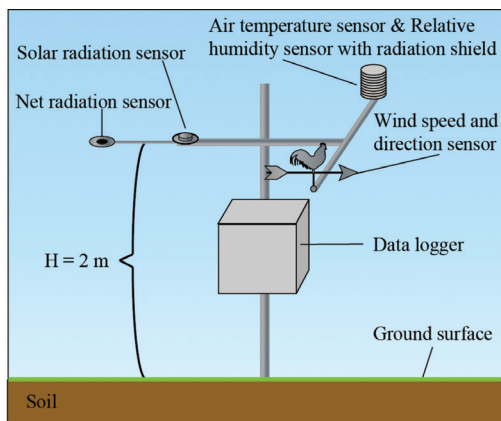 Air temperature sensor & Relative
humidity sensor with radiation shield
Solar radiation sensor
Net radiation sensor
Wind speed and
direction sensor
H = 2 m
Data logger
Ground surface
Soil